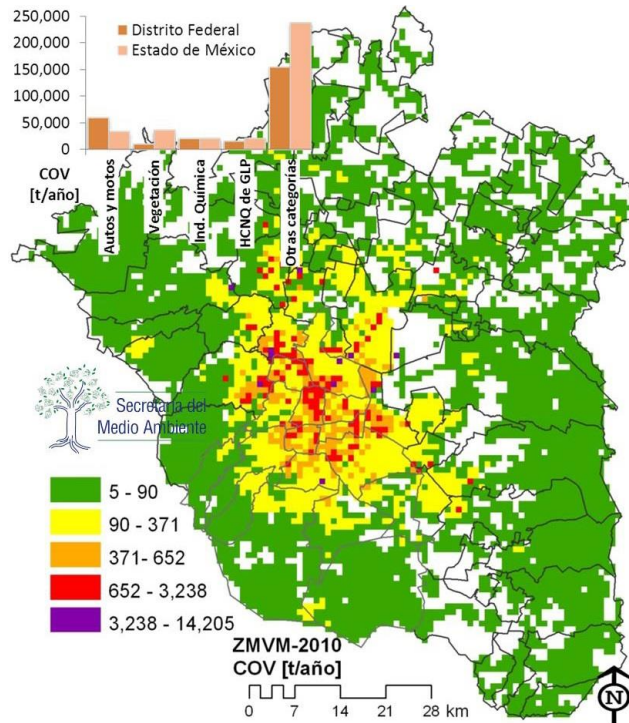 250,000
200,000
150,000
100,000
50,000
0
Distrito Federal
Estado de México
COV
[t/año]
Autos y motos
Vegetación
Ind. Química
HCNQ de GLP
Otras categorías
Secretaría del
Medio Ambiente
5 - 90
90 - 371
371- 652
652 - 3,238
3,238 - 14,205
ZMVM-2010
COV [t/año]
0 7 14 21 28 km
N